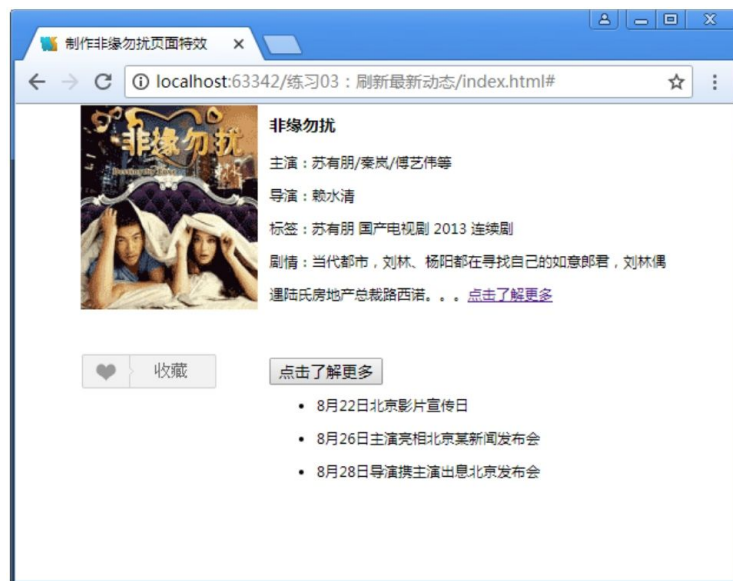 制作非缘勿扰页面特效
localhost:63342/练习03：刷新最新动态/index.html#
非缘勿扰
非缘勿扰
主演：苏有朋/秦岚/傅艺伟等
导演：赖水清
标签：苏有朋 国产电视剧 2013 连续剧
剧情：当代都市，刘林、杨阳都在寻找自己的如意郎君，刘林偶
遇陆氏房地产总裁路西诺。。。点击了解更多
收藏
点击了解更多
8月22日北京影片宣传日
8月26日主演亮相北京某新闻发布会
8月28日导演携主演出息北京发布会